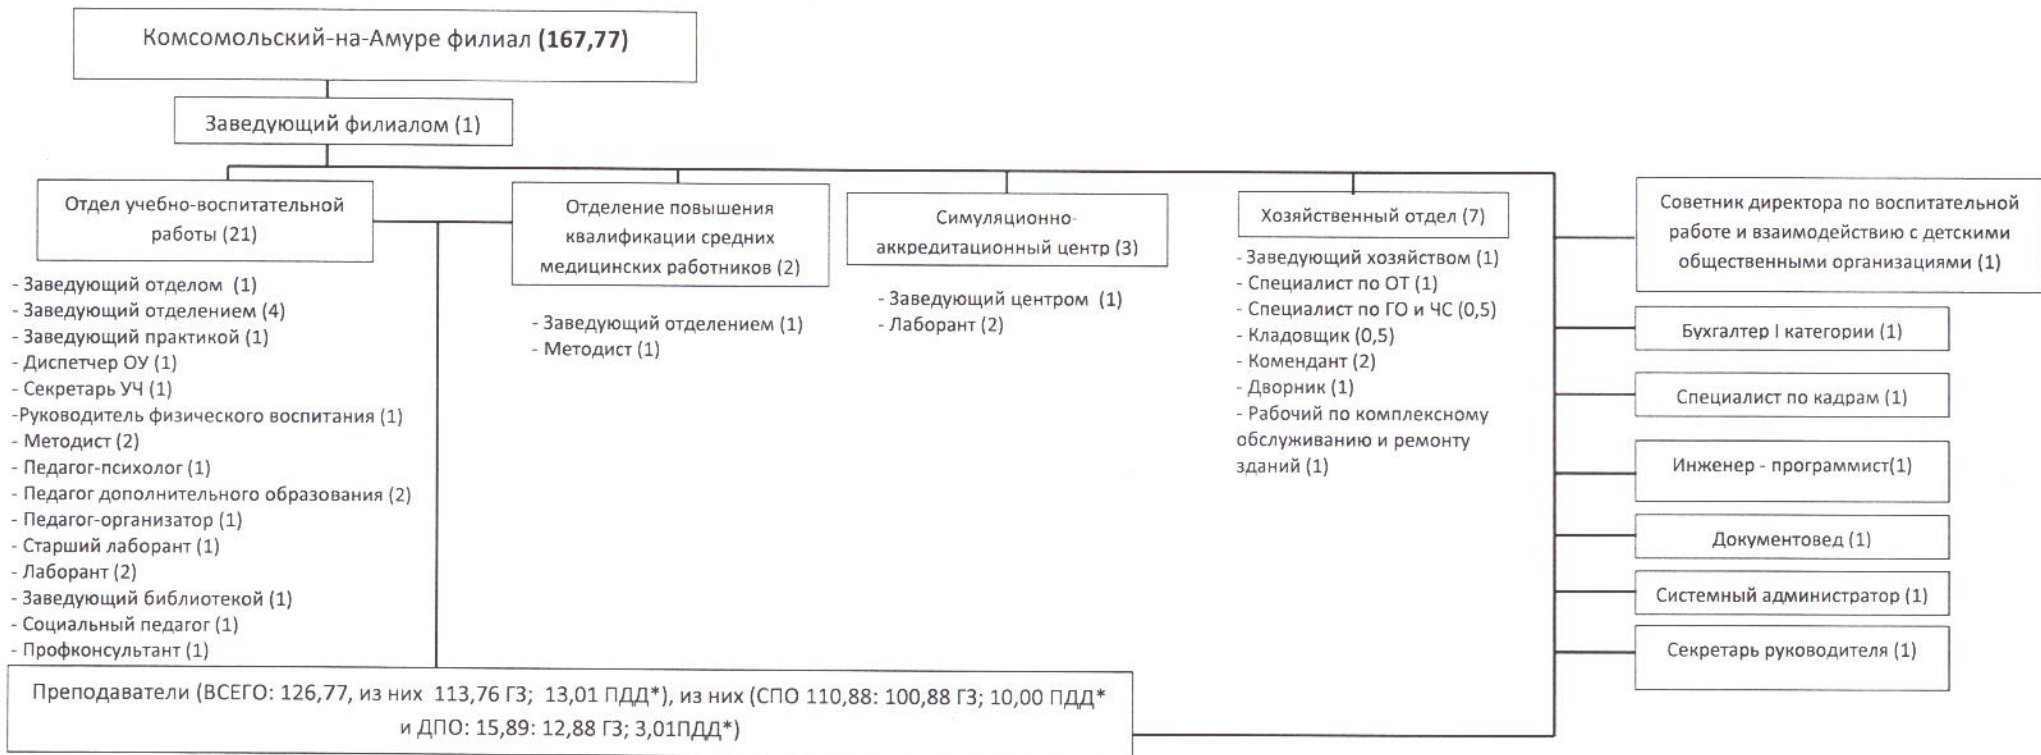 Комсомольский-на-Амуре филиал (167,77)
Заведующий филиалом (1)
Отдел учебно-воспитательной
работы (21)
- Заведующий отделом (1)
- Заведующий отделением (4)
- Заведующий практикой (1)
- Диспетчер ОУ (1)
- Секретарь УЧ (1)
-Руководитель физического воспитания (1)
- Методист (2)
- Педагог-психолог (1)
- Педагог дополнительного образования (2)
- Педагог-организатор (1)
- Старший лаборант (1)
- Лаборант (2)
- Заведующий библиотекой (1)
- Социальный педагог (1)
- Профконсультант (1)
Отделение повышения
квалификации средних
медицинских работников (2)
- Заведующий отделением (1)
- Методист (1)
Симуляционно-
аккредитационный центр (3)
- Заведующий центром (1)
- Лаборант (2)
Хозяйственный отдел (7)
- Заведующий хозяйством (1)
- Специалист по ОТ (1)
- Специалист по ГО и ЧС (0,5)
- Кладовщик (0,5)
- Комендант (2)
- Дворник (1)
- Рабочий по комплексному
обслуживанию и ремонту
зданий (1)
Советник директора по воспитательной
работе и взаимодействию с детскими
общественными организациями (1)
Бухгалтер I категории (1)
Специалист по кадрам (1)
Инженер - программист(1)
Документовед (1)
Системный администратор (1)
Секретарь руководителя (1)
Преподаватели (ВСЕГО: 126,77, из них 113,76 ГЗ; 13,01 ПДД*), из них (СПО 110,88: 100,88 ГЗ; 10,00 ПДД*
и ДПО: 15,89: 12,88 ГЗ; 3,01ПДД*)